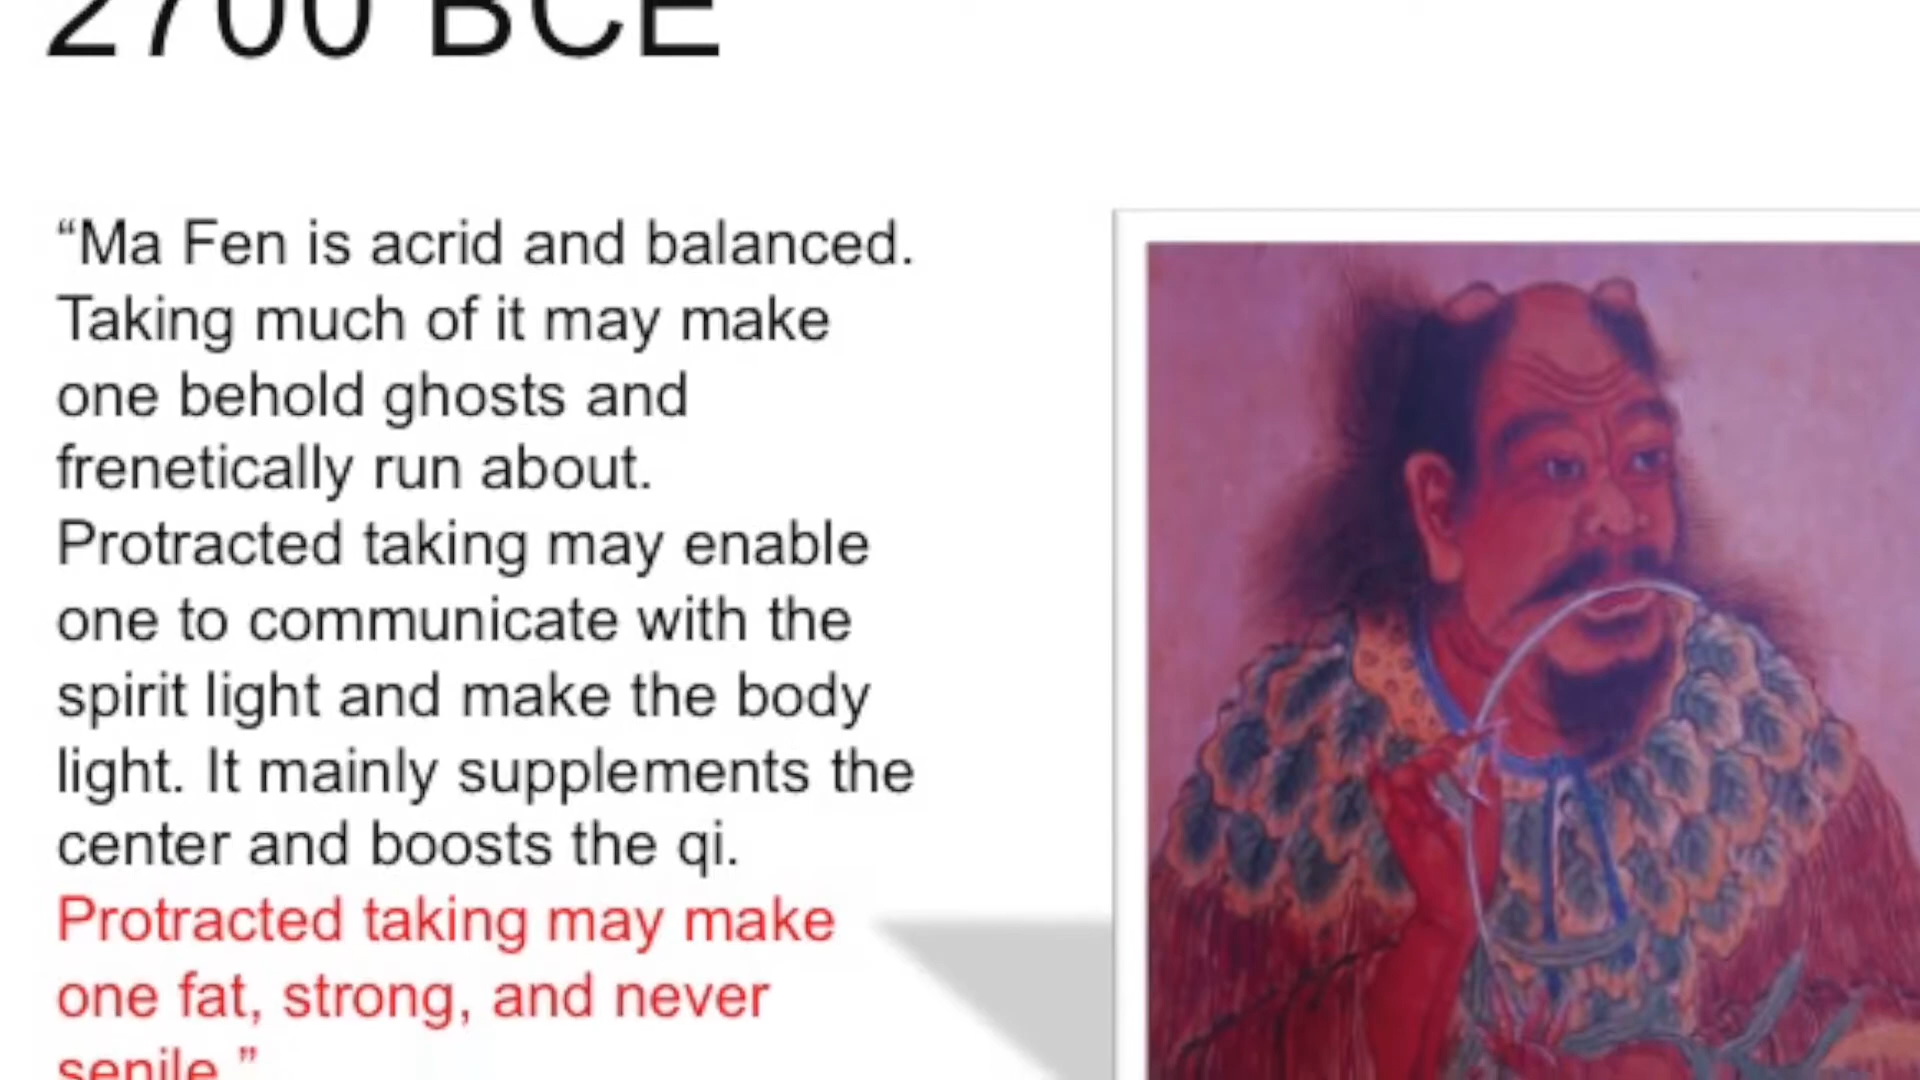 2700 BCE
“Ma Fen is acrid and balanced.
Taking much of it may make
one behold ghosts and
frenetically run about.
Protracted taking may enable
one to communicate with the
spirit light and make the body
light. It mainly supplements the
center and boosts the qi.
Protracted taking may make
one fat, strong, and never
senile.”